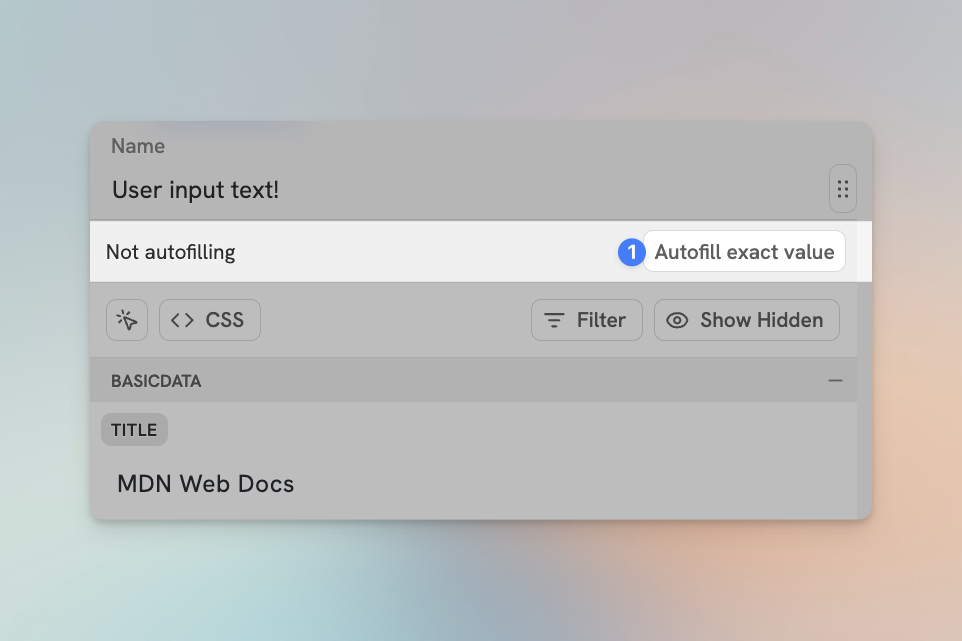 Name
User input text!
Not autofilling
1 Autofill exact value
<> CSS Filter Show Hidden
BASICDATA
TITLE
MDN Web Docs